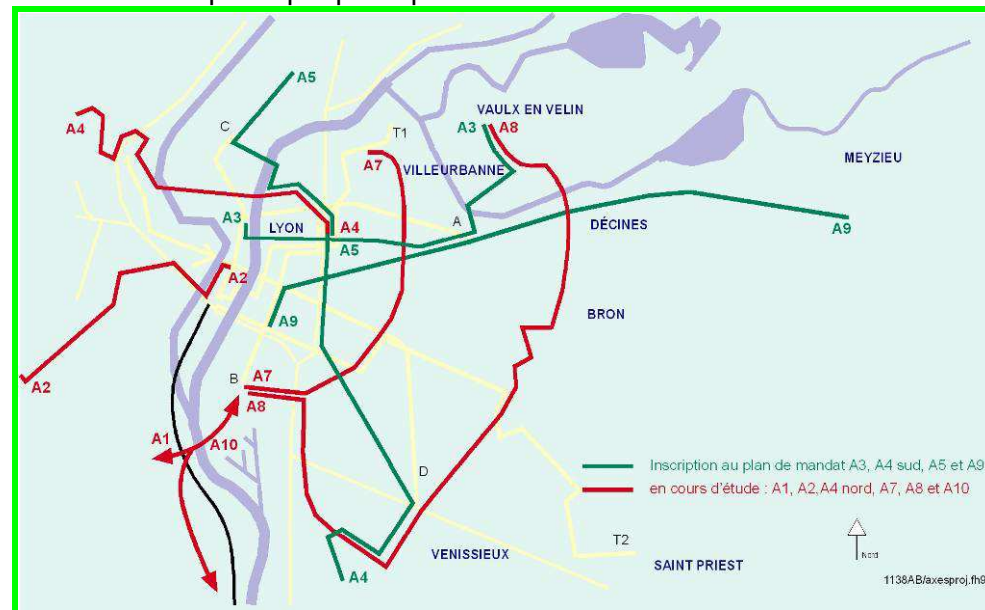 A5
A4
C
VAULX EN VELIN
T1
A3 A8
A7
VILLEURBANNE
MEYZIEU
A3
LYON
A4
A
DÉCINES
A9
A5
A2
BRON
A9
A2
B
A7
A8
A1
A10
D
Inscription au plan de mandat A3, A4 sud, A5 et A9
en cours d'étude : A1, A2,A4 nord, A7, A8 et A10
T2
VENISSIEUX
SAINT PRIEST
Nord
A4
1138AB/axesproj.fh9